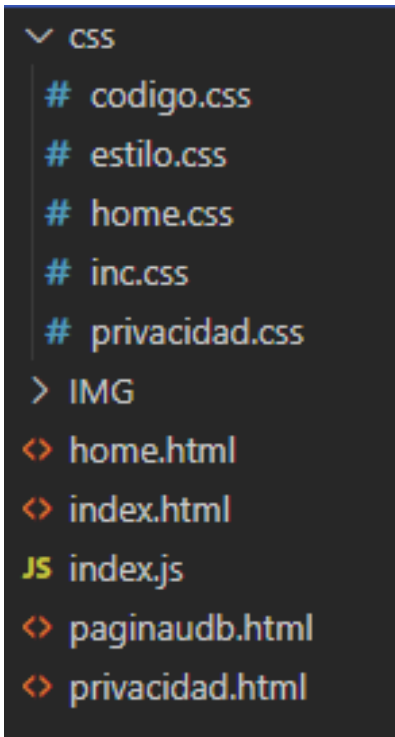 css
# codigo.css
# estilo.css
# home.css
# inc.css
# privacidad.css
IMG
<> home.html
<> index.html
JS index.js
<> paginaudb.html
<> privacidad.html